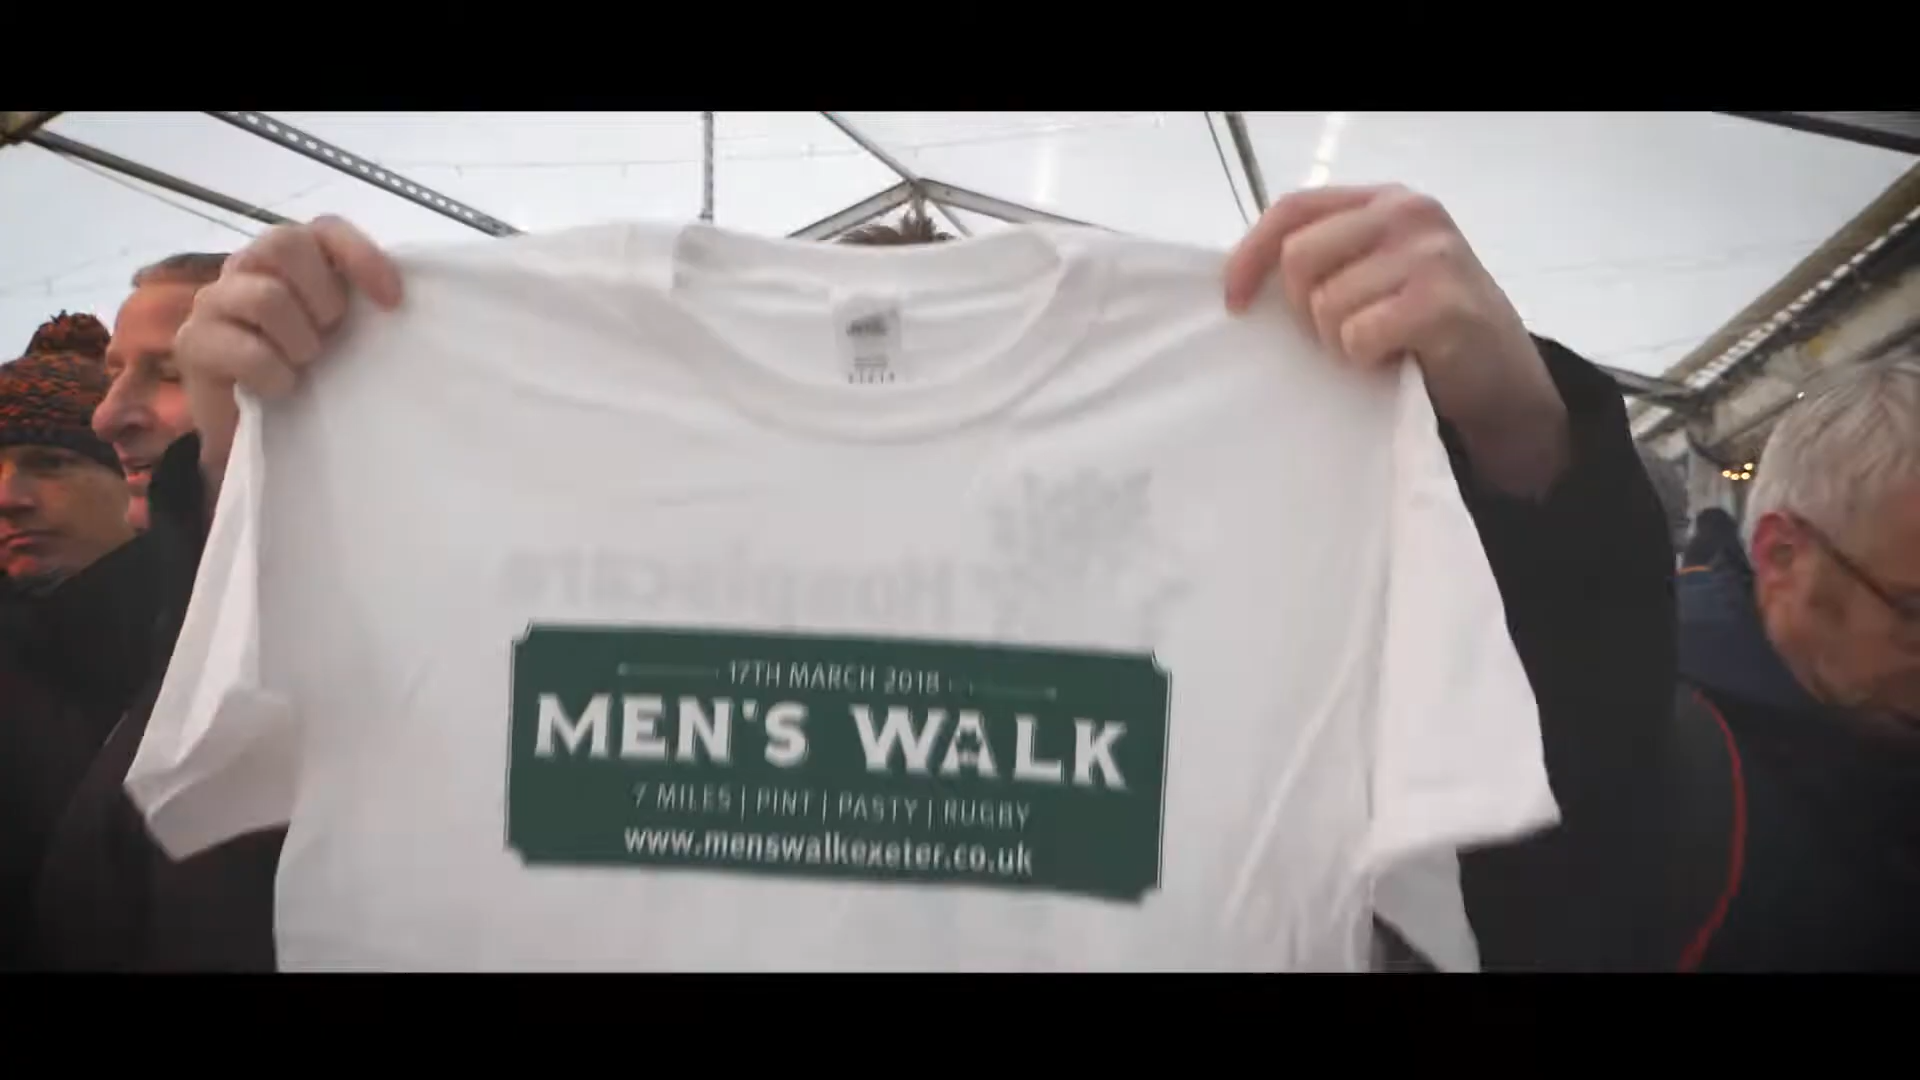 17TH MARCH 2018
MEN'S WALK
7 MILES | PINT | PASTY | RUGBY
www.menswalkexeter.co.uk